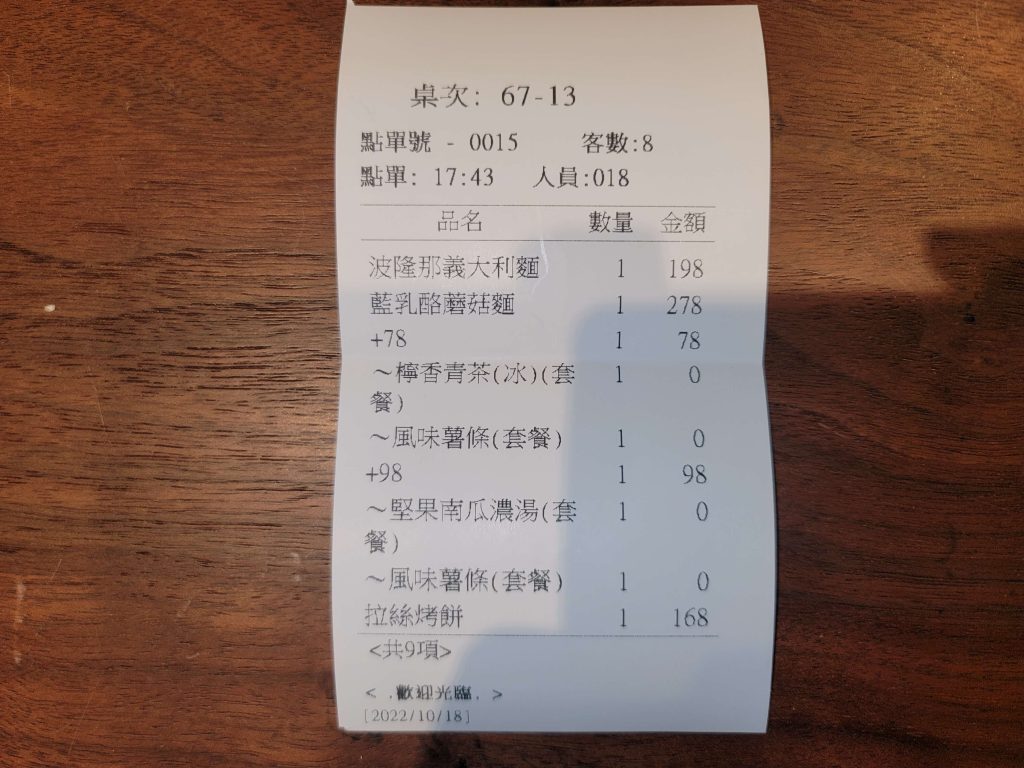 桌次: 67-13
點單號 - 0015 客數:8
點單: 17:43 人員:018
品名 數量 金額
波隆那義大利麵 1 198
藍乳酪蘑菇麵 1 278
+78 1 78
～檸香青茶(冰)(套 1 0
餐)
～風味薯條(套餐) 1 0
+98 1 98
～堅果南瓜濃湯(套 1 0
餐)
～風味薯條(套餐) 1 0
拉絲烤餅 1 168
<共9項>
< .歡迎光臨. >
[2022/10/18]